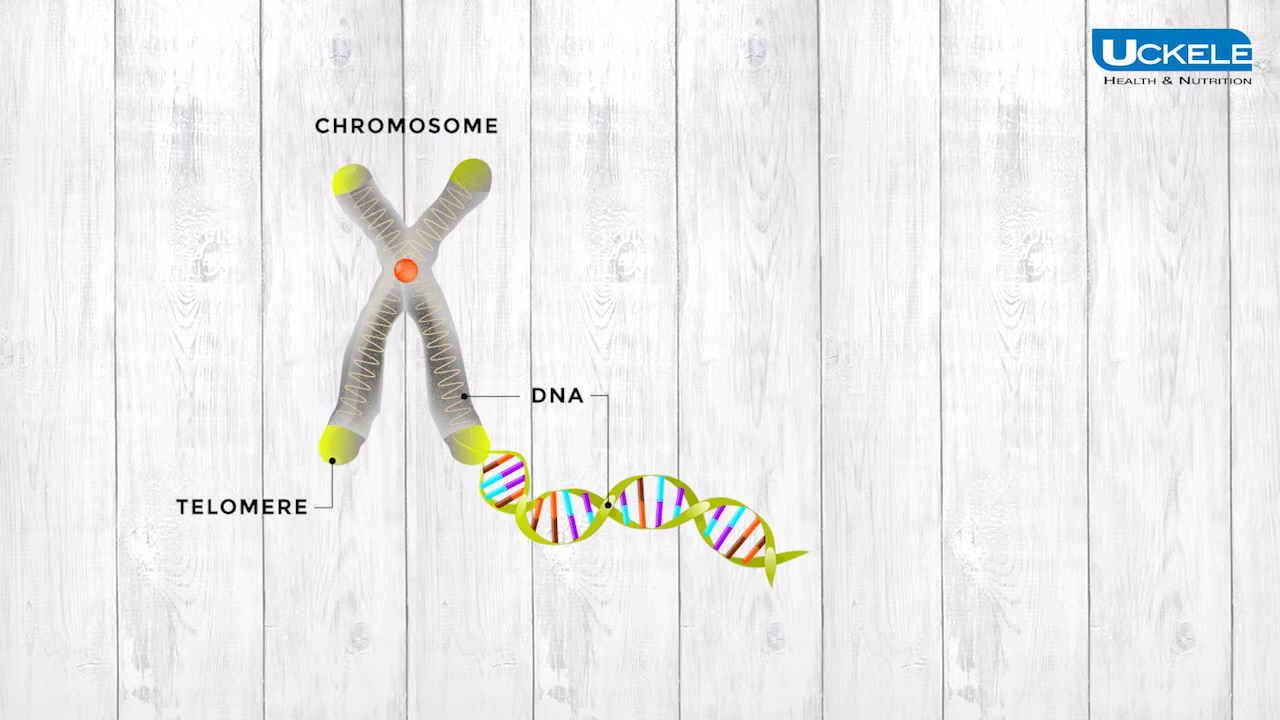 UCKELE
HEALTH & NUTRITION
CHROMOSOME
DNA
TELOMERE